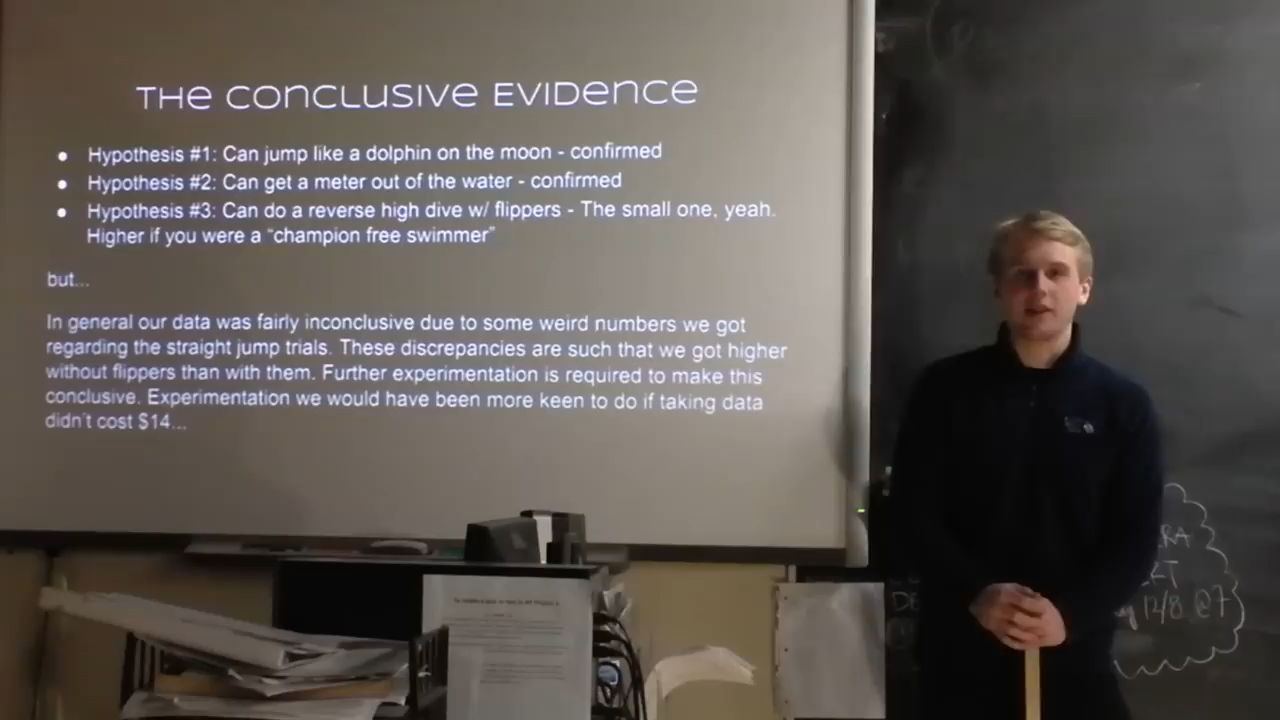 THE CONCLUSIVE EVIDENCE
● Hypothesis #1: Can jump like a dolphin on the moon - confirmed
● Hypothesis #2: Can get a meter out of the water - confirmed
● Hypothesis #3: Can do a reverse high dive w/ flippers - The small one, yeah.
Higher if you were a “champion free swimmer”
but...
In general our data was fairly inconclusive due to some weird numbers we got
regarding the straight jump trials. These discrepancies are such that we got higher
without flippers than with them. Further experimentation is required to make this
conclusive. Experimentation we would have been more keen to do if taking data
didn't cost $14...
12/8 @7